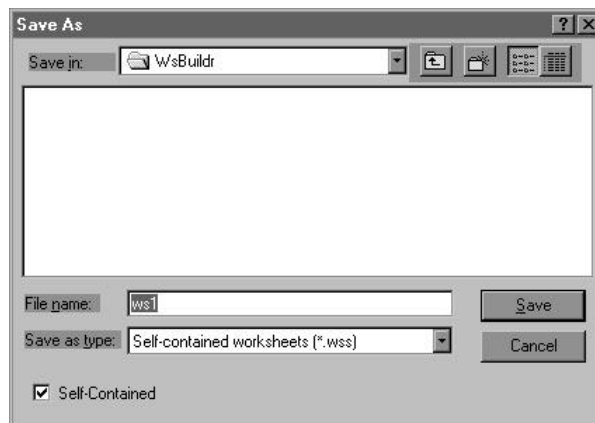 Save As
Save in: WsBuildr
File name: ws1
Save
Save as type: Self-contained worksheets (*.wss)
Cancel
Self-Contained